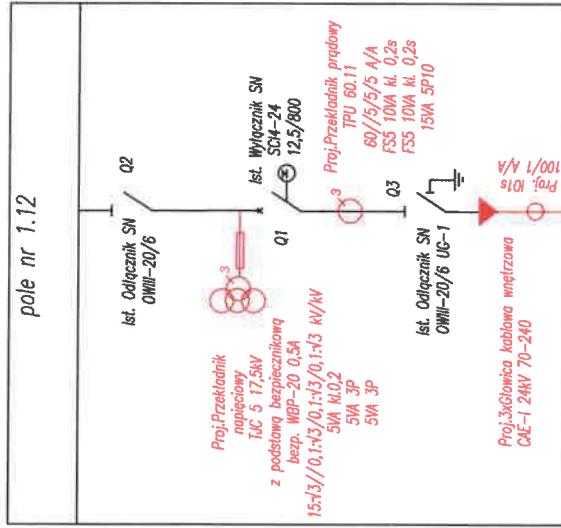 pole nr 1.12
Q2
Ist. Odłącznik SN
OWIII-20/6
Ist. Wyłącznik SN
SCI4-24
12,5/800
M
3
Q1
Proj.Przekładnik
napięciowy
TJC 5 17,5kV
z podstawą bezpiecznikową
bezp. WBP-20 0,5A
15:√3//0,1:√3/0,1:√3/0,1:√3 kV/kV
5VA kl.0,2
5VA 3P
5VA 3P
Proj.Przekładnik prądowy
TPU 60.11
60//5/5/5 A/A
FS5 10VA kl. 0,2s
FS5 10VA kl. 0,2s
15VA 5P10
3
Q3
Ist. Odłącznik SN
OWIII-20/6 UG-1
Proj.3xGłowica kablowa wnętrzowa
CAE-I 24kV 70-240
Proj. I01s
100/1 A/A